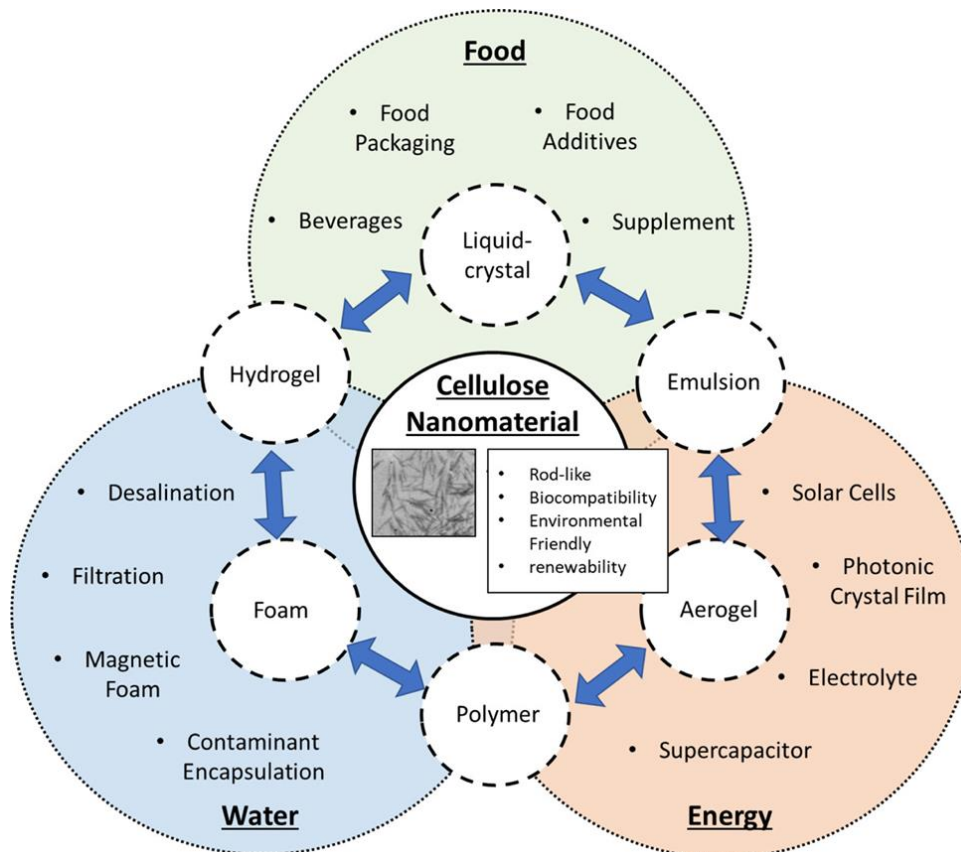 Food
• Food
Packaging
• Food
Additives
• Beverages
• Supplement
Liquid-
crystal
Hydrogel
Emulsion
Cellulose
Nanomaterial
• Rod-like
• Biocompatibility
• Environmental
Friendly
• renewability
• Desalination
• Filtration
• Magnetic
Foam
• Contaminant
Encapsulation
Foam
Water
Polymer
• Solar Cells
• Photonic
Crystal Film
• Electrolyte
• Supercapacitor
Aerogel
Energy